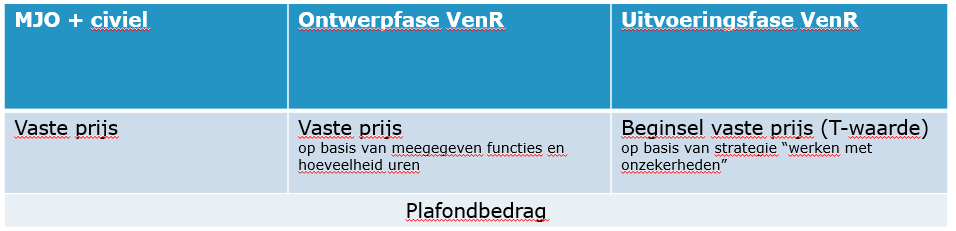 MJO + civiel
Ontwerpfase VenR
Uitvoeringsfase VenR
Vaste prijs
Vaste prijs
op basis van meegegeven functies en
hoeveelheid uren
Beginsel vaste prijs (T-waarde)
op basis van strategie “werken met
onzekerheden”
Plafondbedrag